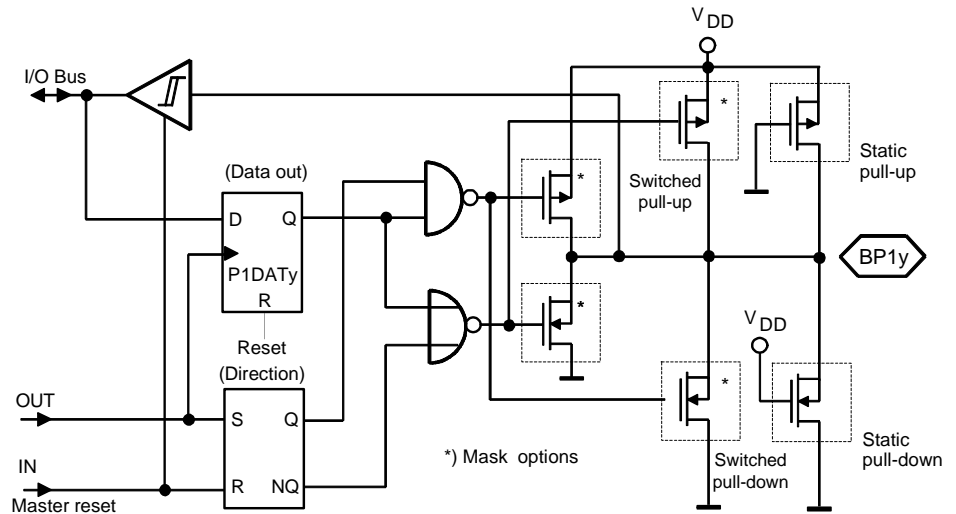 V DD
I/O Bus
*
*
Static
pull-up
(Data out)
Switched
pull-up
D
Q
P1DATy
R
BP1y
*
V DD
Reset
(Direction)
OUT
S
Q
*
*) Mask options
Static
pull-down
IN
R
NQ
Switched
pull-down
Master reset